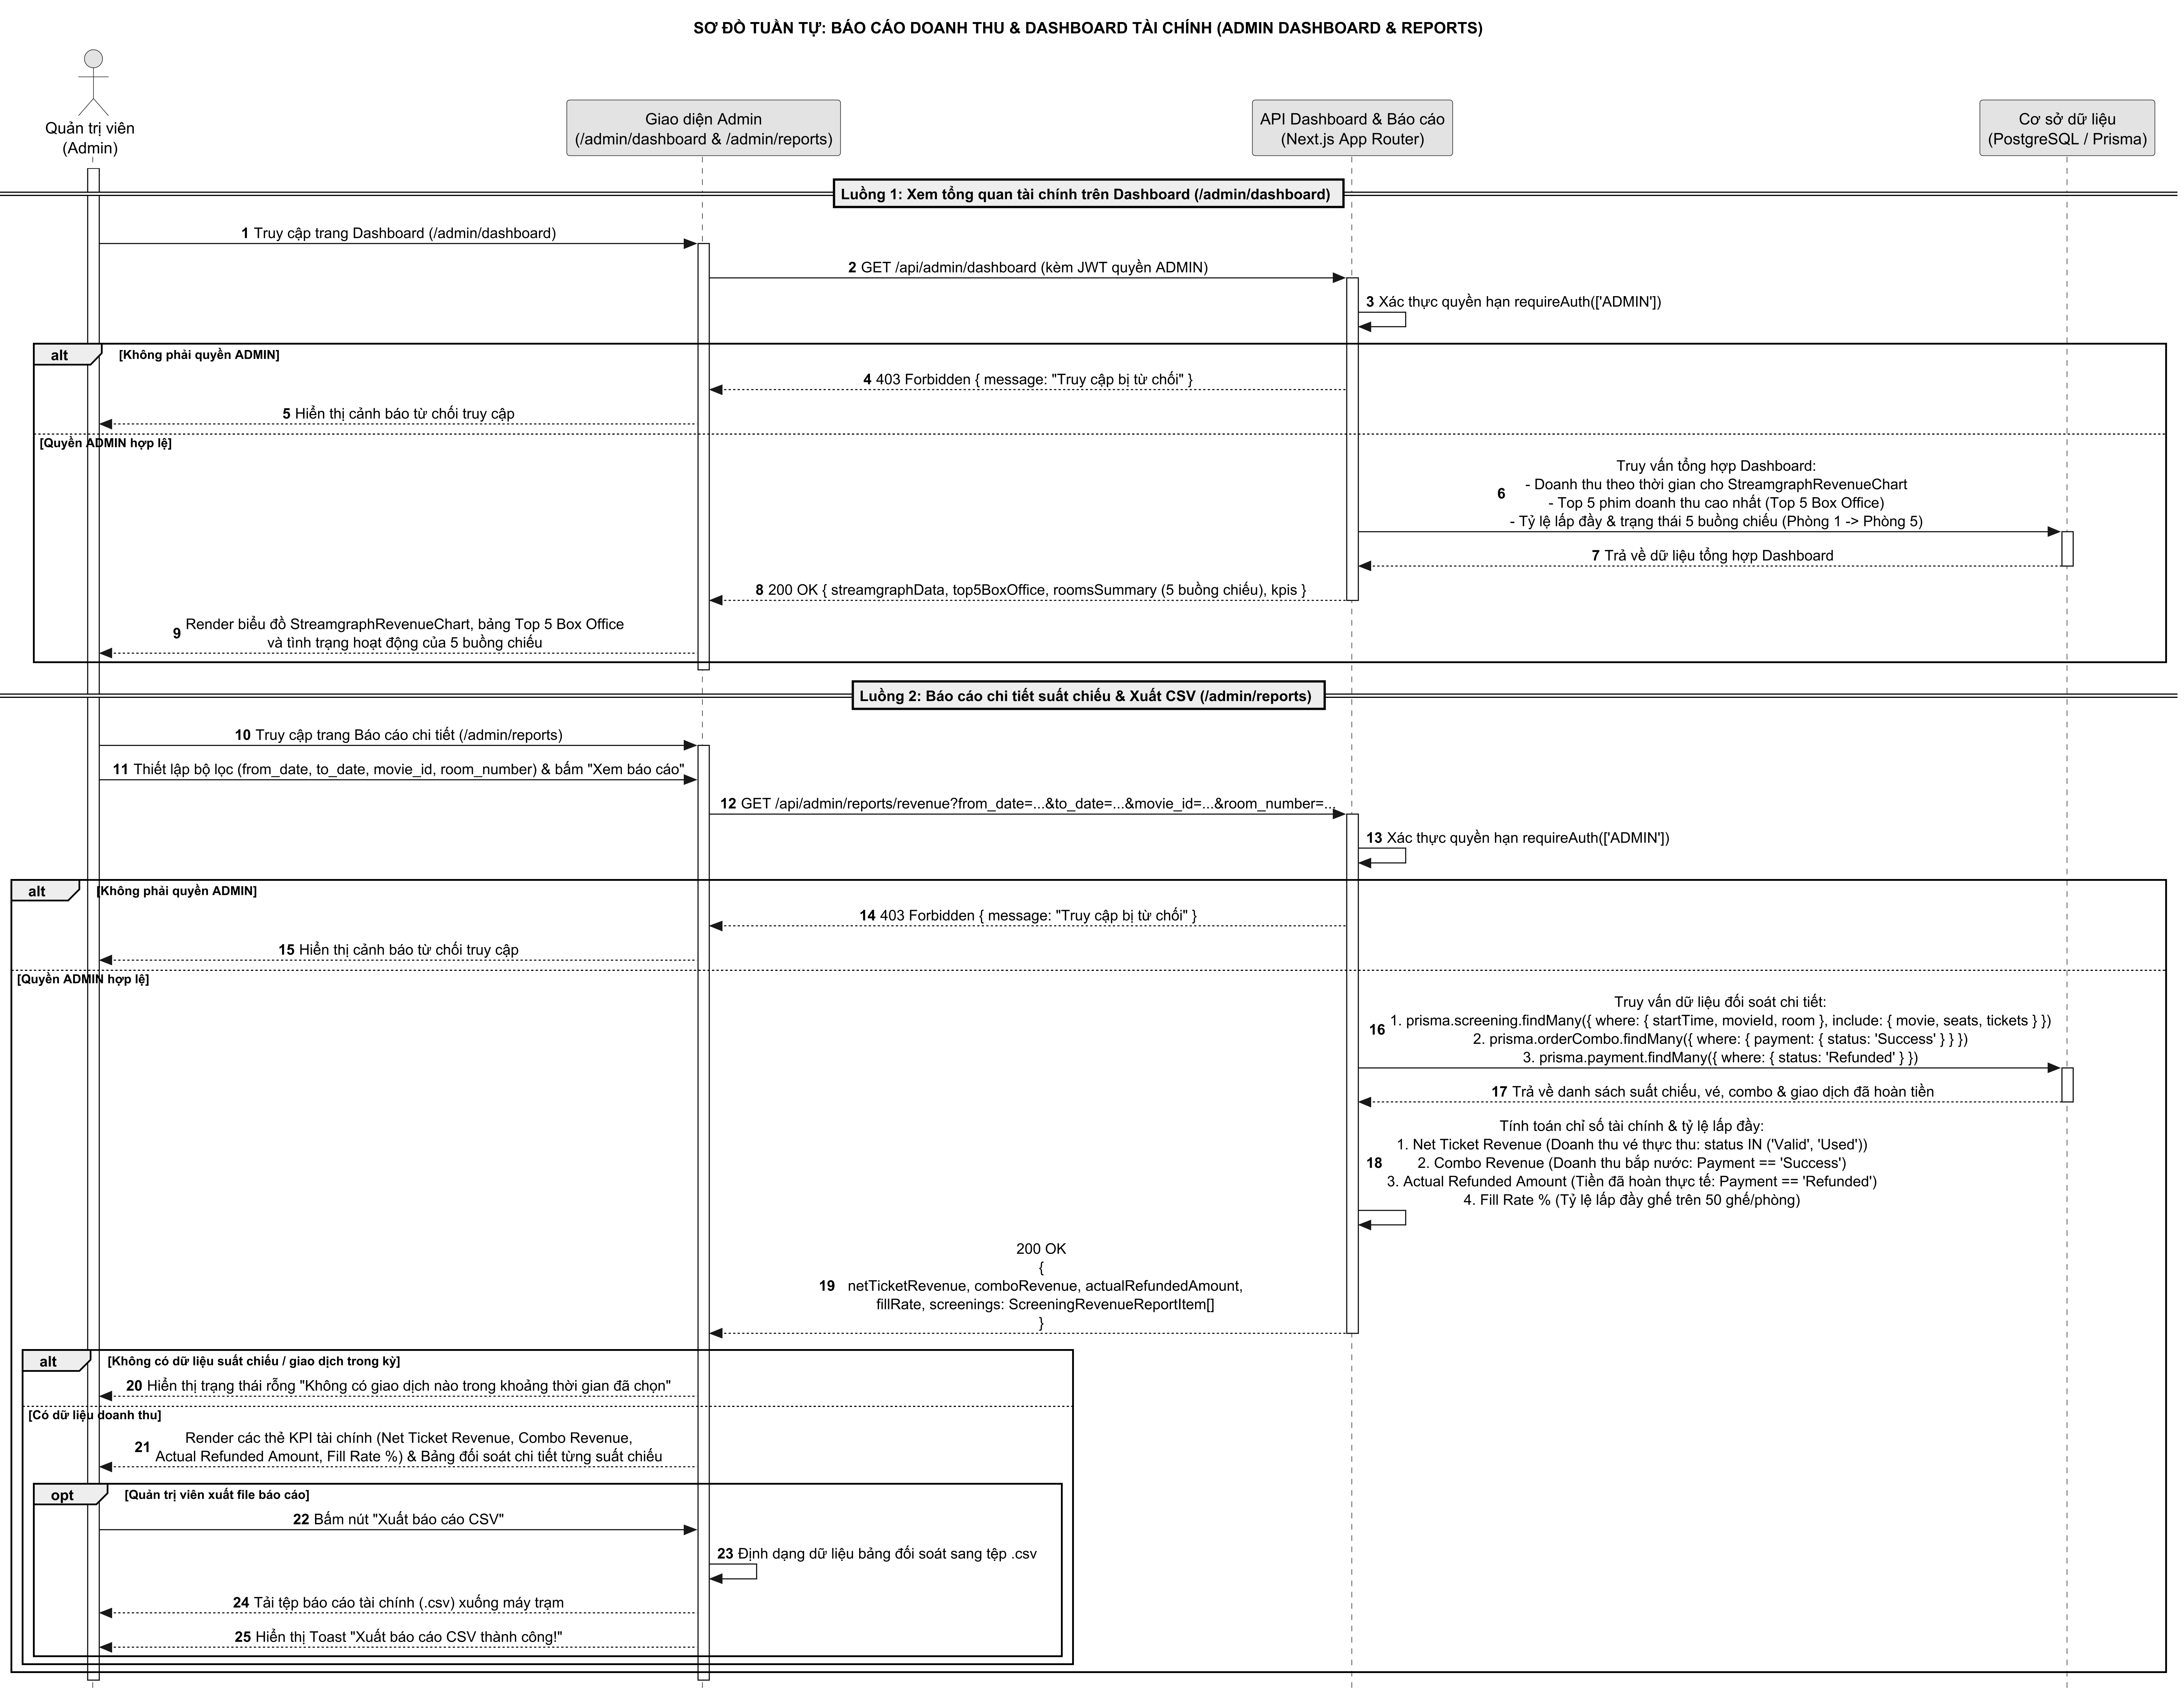 SƠ ĐỒ TUẦN TỰ: BÁO CÁO DOANH THU & DASHBOARD TÀI CHÍNH (ADMIN DASHBOARD & REPORTS)
Quản trị viên
(Admin)
Giao diện Admin
(/admin/dashboard & /admin/reports)
API Dashboard & Báo cáo
(Next.js App Router)
Cơ sở dữ liệu
(PostgreSQL / Prisma)
Luồng 1: Xem tổng quan tài chính trên Dashboard (/admin/dashboard)
1 Truy cập trang Dashboard (/admin/dashboard)
2 GET /api/admin/dashboard (kèm JWT quyền ADMIN)
3 Xác thực quyền hạn requireAuth(['ADMIN'])
alt [Không phải quyền ADMIN]
4 403 Forbidden { message: "Truy cập bị từ chối" }
5 Hiển thị cảnh báo từ chối truy cập
[Quyền ADMIN hợp lệ]
Truy vấn tổng hợp Dashboard:
- Doanh thu theo thời gian cho StreamgraphRevenueChart
6
- Top 5 phim doanh thu cao nhất (Top 5 Box Office)
- Tỷ lệ lấp đầy & trạng thái 5 buồng chiếu (Phòng 1 -> Phòng 5)
7 Trả về dữ liệu tổng hợp Dashboard
8 200 OK { streamgraphData, top5BoxOffice, roomsSummary (5 buồng chiếu), kpis }
9 Render biểu đồ StreamgraphRevenueChart, bảng Top 5 Box Office
và tình trạng hoạt động của 5 buồng chiếu
Luồng 2: Báo cáo chi tiết suất chiếu & Xuất CSV (/admin/reports)
10 Truy cập trang Báo cáo chi tiết (/admin/reports)
11 Thiết lập bộ lọc (from_date, to_date, movie_id, room_number) & bấm "Xem báo cáo"
12 GET /api/admin/reports/revenue?from_date=...&to_date=...&movie_id=...&room_number=...
13 Xác thực quyền hạn requireAuth(['ADMIN'])
alt [Không phải quyền ADMIN]
14 403 Forbidden { message: "Truy cập bị từ chối" }
15 Hiển thị cảnh báo từ chối truy cập
[Quyền ADMIN hợp lệ]
Truy vấn dữ liệu đối soát chi tiết:
16 1. prisma.screening.findMany({ where: { startTime, movieId, room }, include: { movie, seats, tickets } })
2. prisma.orderCombo.findMany({ where: { payment: { status: 'Success' } } })
3. prisma.payment.findMany({ where: { status: 'Refunded' } })
17 Trả về danh sách suất chiếu, vé, combo & giao dịch đã hoàn tiền
Tính toán chỉ số tài chính & tỷ lệ lấp đầy:
1. Net Ticket Revenue (Doanh thu vé thực thu: status IN ('Valid', 'Used'))
18 2. Combo Revenue (Doanh thu bắp nước: Payment == 'Success')
3. Actual Refunded Amount (Tiền đã hoàn thực tế: Payment == 'Refunded')
4. Fill Rate % (Tỷ lệ lấp đầy ghế trên 50 ghế/phòng)
200 OK
{
19 netTicketRevenue, comboRevenue, actualRefundedAmount,
fillRate, screenings: ScreeningRevenueReportItem[]
}
alt [Không có dữ liệu suất chiếu / giao dịch trong kỳ]
20 Hiển thị trạng thái rỗng "Không có giao dịch nào trong khoảng thời gian đã chọn"
[Có dữ liệu doanh thu]
21 Render các thẻ KPI tài chính (Net Ticket Revenue, Combo Revenue,
Actual Refunded Amount, Fill Rate %) & Bảng đối soát chi tiết từng suất chiếu
opt [Quản trị viên xuất file báo cáo]
22 Bấm nút "Xuất báo cáo CSV"
23 Định dạng dữ liệu bảng đối soát sang tệp .csv
24 Tải tệp báo cáo tài chính (.csv) xuống máy trạm
25 Hiển thị Toast "Xuất báo cáo CSV thành công!"